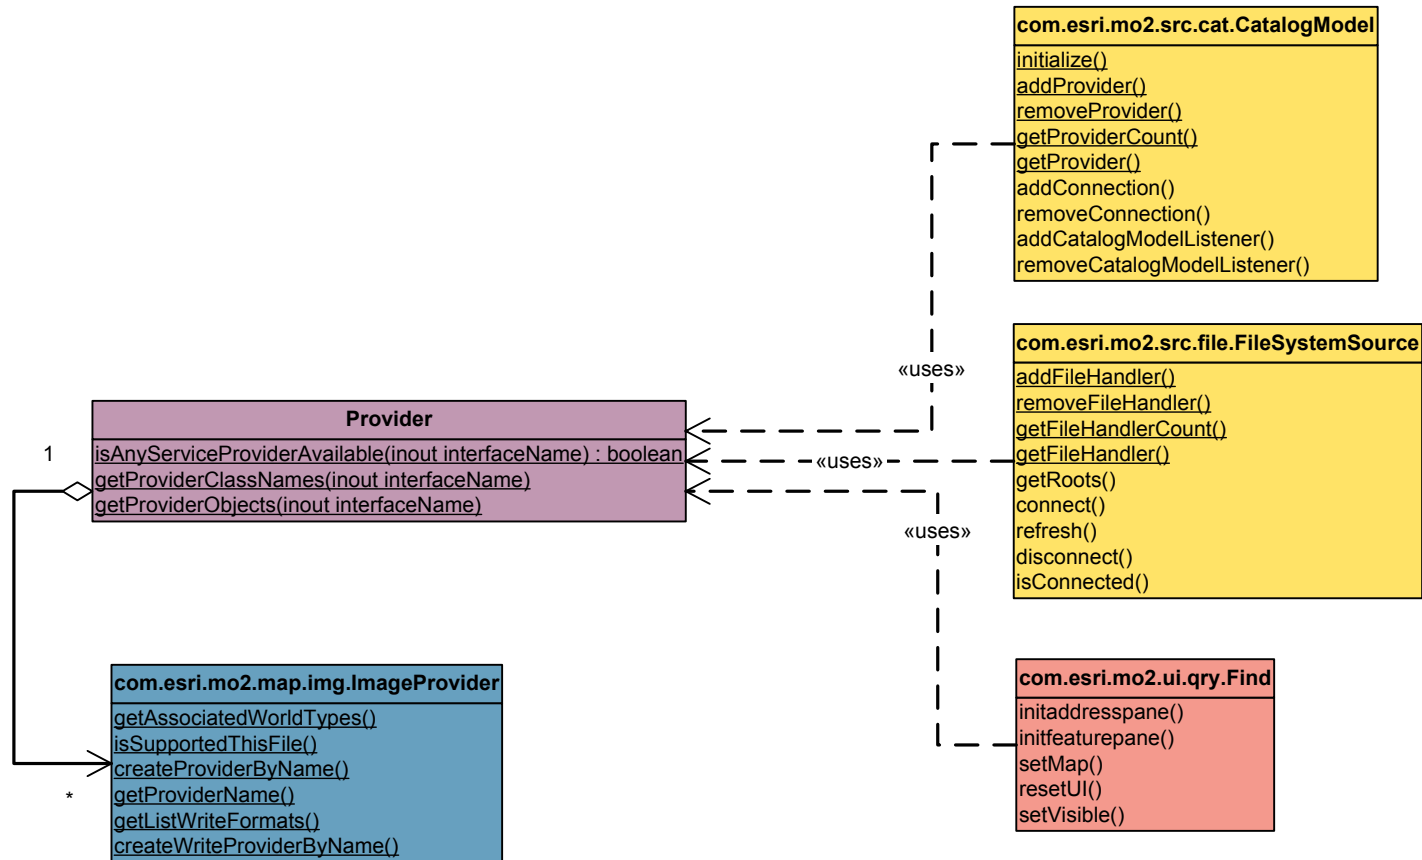 com.esri.mo2.src.cat.CatalogModel
initialize()
addProvider()
removeProvider()
getProviderCount()
getProvider()
addConnection()
removeConnection()
addCatalogModelListener()
removeCatalogModelListener()
com.esri.mo2.src.file.FileSystemSource
addFileHandler()
removeFileHandler()
getFileHandlerCount()
getFileHandler()
getRoots()
connect()
refresh()
disconnect()
isConnected()
«uses»
«uses»
«uses»
Provider
isAnyServiceProviderAvailable(inout interfaceName) : boolean
getProviderClassNames(inout interfaceName)
getProviderObjects(inout interfaceName)
1
*
com.esri.mo2.map.img.ImageProvider
getAssociatedWorldTypes()
isSupportedThisFile()
createProviderByName()
getProviderName()
getListWriteFormats()
createWriteProviderByName()
com.esri.mo2.ui.qry.Find
initaddresspane()
initfeaturepane()
setMap()
resetUI()
setVisible()